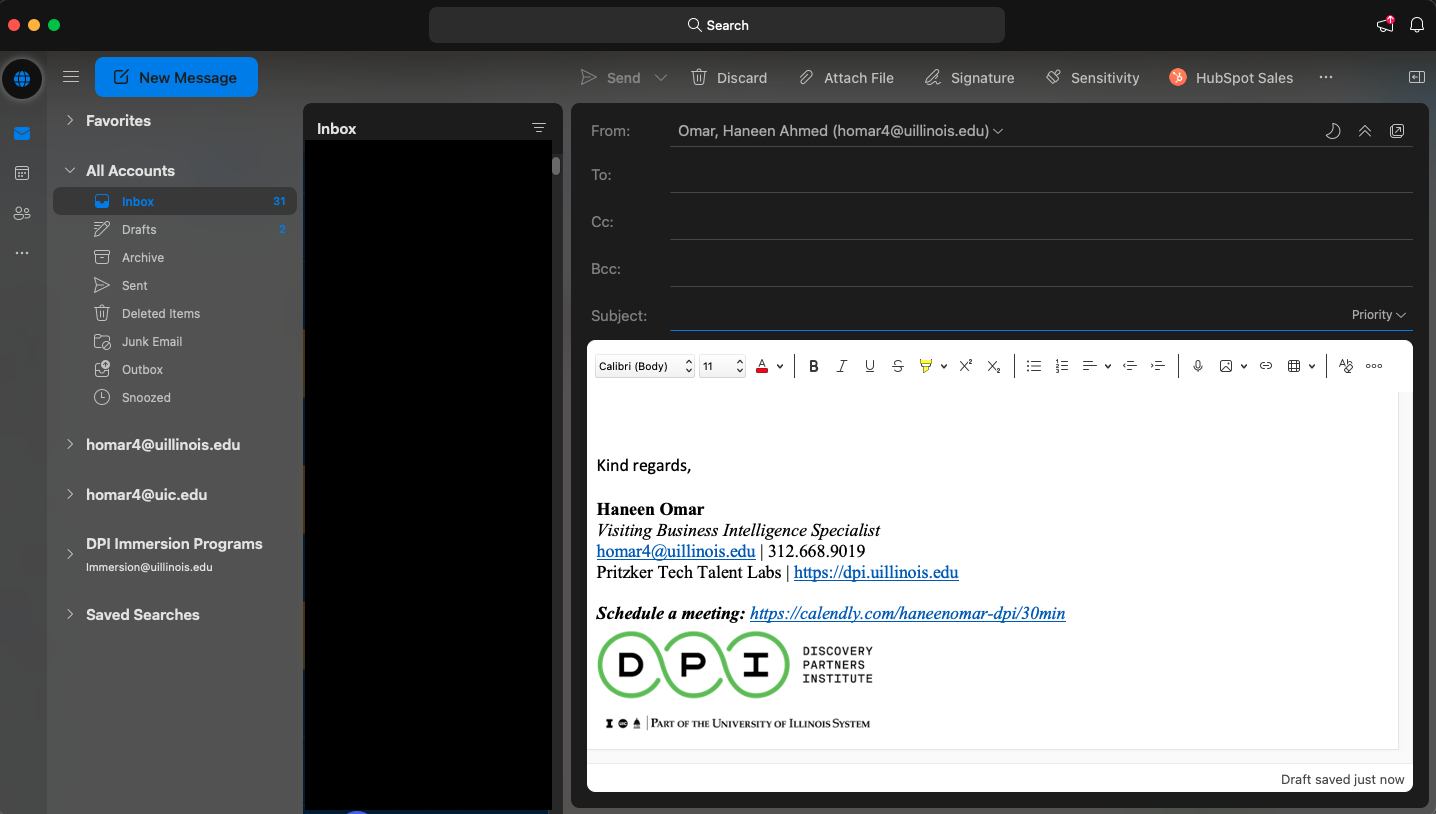 Search
New Message
Send
Discard
Attach File
Signature
Sensitivity
HubSpot Sales
Favorites
All Accounts
Inbox 31
Drafts 2
Archive
Sent
Deleted Items
Junk Email
Outbox
Snoozed
homar4@uillinois.edu
homar4@uic.edu
DPI Immersion Programs
Immersion@uillinois.edu
Saved Searches
Inbox
From: Omar, Haneen Ahmed (homar4@uillinois.edu)
To:
Cc:
Bcc:
Subject: Priority
Calibri (Body) 11
Kind regards,
Haneen Omar
Visiting Business Intelligence Specialist
homar4@uillinois.edu | 312.668.9019
Pritzker Tech Talent Labs | https://dpi.uillinois.edu
Schedule a meeting: https://calendly.com/haneenomar-dpi/30min
DPI
DISCOVERY
PARTNERS
INSTITUTE
I UIC | PART OF THE UNIVERSITY OF ILLINOIS SYSTEM
Draft saved just now